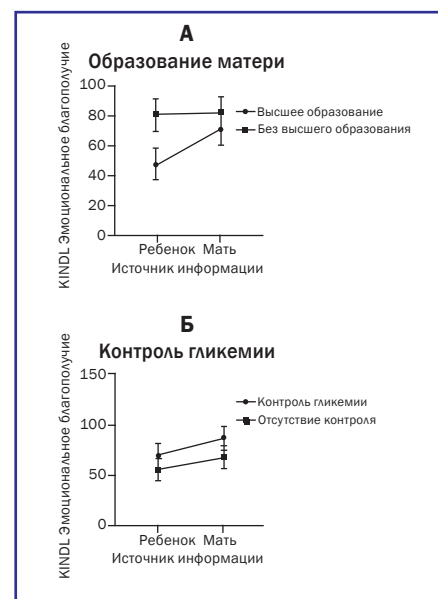 А
Образование матери
KINDL Эмоциональное благополучие
100
80
60
40
20
0
Высшее образование
Без высшего образования
Ребенок Мать
Источник информации
Б
Контроль гликемии
KINDL Эмоциональное благополучие
150
100
50
0
Контроль гликемии
Отсутствие контроля
Ребенок Мать
Источник информации